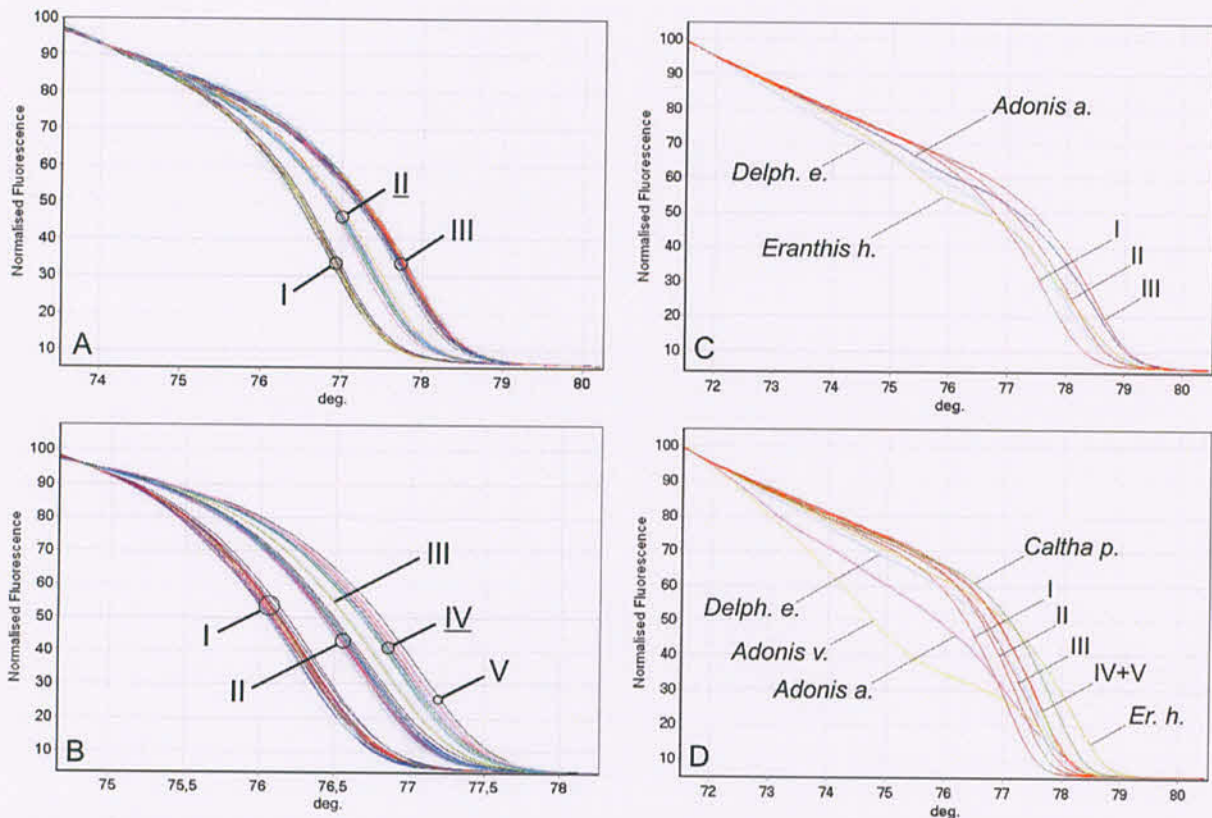 100
90
80
70
60
50
40
30
20
10
Normalised Fluorescence
I
II
III
A
74 75 76 77 78 79 80
deg.
100
90
80
70
60
50
40
30
20
10
Normalised Fluorescence
Adonis a.
Delph. e.
Eranthis h.
I
II
III
C
72 73 74 75 76 77 78 79 80
deg.
100
90
80
70
60
50
40
30
20
10
Normalised Fluorescence
III
I
IV
II
V
B
75 75,5 76 76,5 77 77,5 78
deg.
100
90
80
70
60
50
40
30
20
10
Normalised Fluorescence
Caltha p.
Delph. e.
I
Adonis v.
II
Adonis a.
III
IV+V
Er. h.
D
72 73 74 75 76 77 78 79 80
deg.